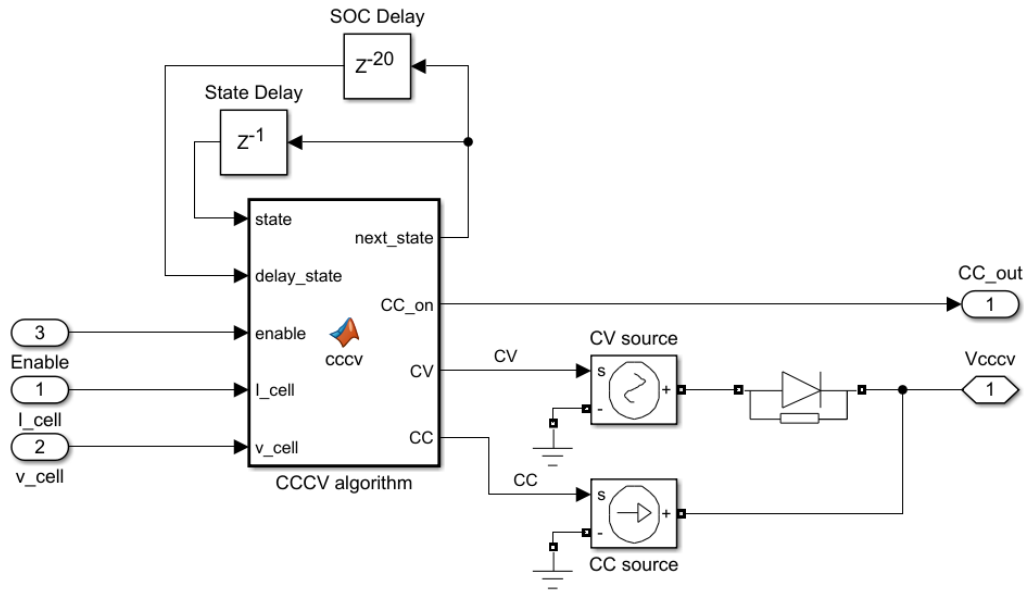 SOC Delay
Z-20
State Delay
Z-1
state
next_state
delay_state
CC_out
CC_on
1
3
enable
cccv
CV source
Enable
CV
CV
s
+
-
Vcccv
1
1
I_cell
I_cell
2
v_cell
CC
v_cell
CCCV algorithm
CC
s
+
-
CC source